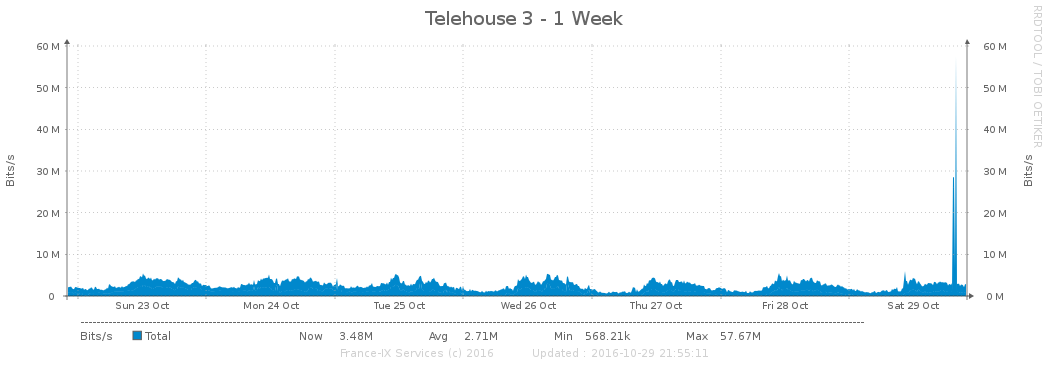 Telehouse 3 - 1 Week
RRDTOOL / TOBI OETIKER
Bits/s
Bits/s
60 M 60 M
50 M 50 M
40 M 40 M
30 M 30 M
20 M 20 M
10 M 10 M
0 0 M
Sun 23 Oct Mon 24 Oct Tue 25 Oct Wed 26 Oct Thu 27 Oct Fri 28 Oct Sat 29 Oct
Bits/s Total Now 3.48M Avg 2.71M Min 568.21k Max 57.67M
France-IX Services (c) 2016 Updated : 2016-10-29 21:55:11